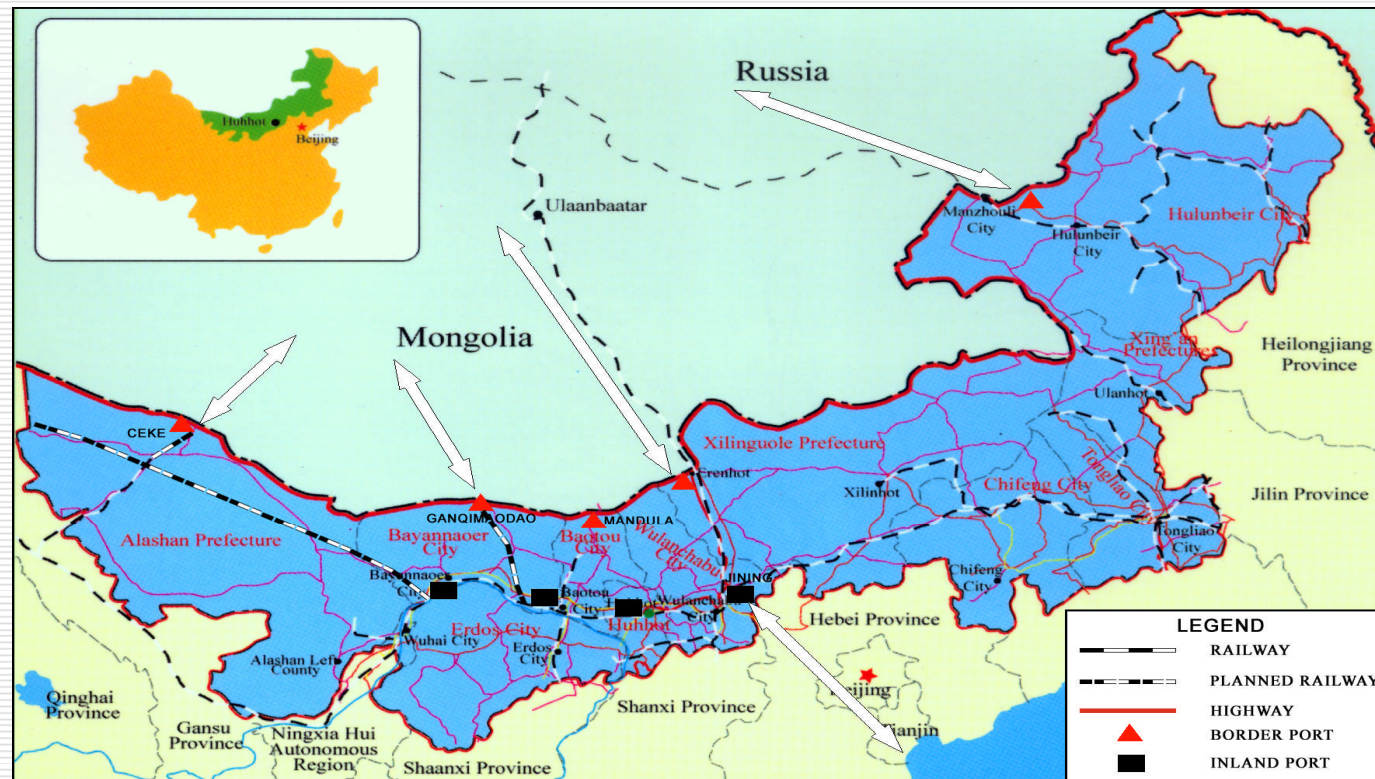 Huhhot
Beijing
Russia
Ulaanbaatar
Mongolia
Manzhouli
City
Hulunbeir
City
Hulunbeir City
Xing'an
Prefectures
Heilongjiang
Province
Ulanhot
CEKE
Xilinguole Prefecture
Erenhot
Xilinhot
Chifeng City
Tongliao City
Jilin Province
GANQIMAODAO
MANDULA
Alashan Prefecture
Bayannaoer
City
Baotou
City
Wulanchabu
City
Tongliao
City
Bayannaoer
City
Baotou
City
JINING
Chifeng
City
Huhhot
City
Hebei Province
Wuhai City
Erdos City
Erdos
City
Alashan Left
County
Beijing
Qinghai
Province
Gansu
Province
Ningxia Hui
Autonomous
Region
Shaanxi Province
Shanxi Province
LEGEND
RAILWAY
PLANNED RAILWAY
HIGHWAY
BORDER PORT
INLAND PORT